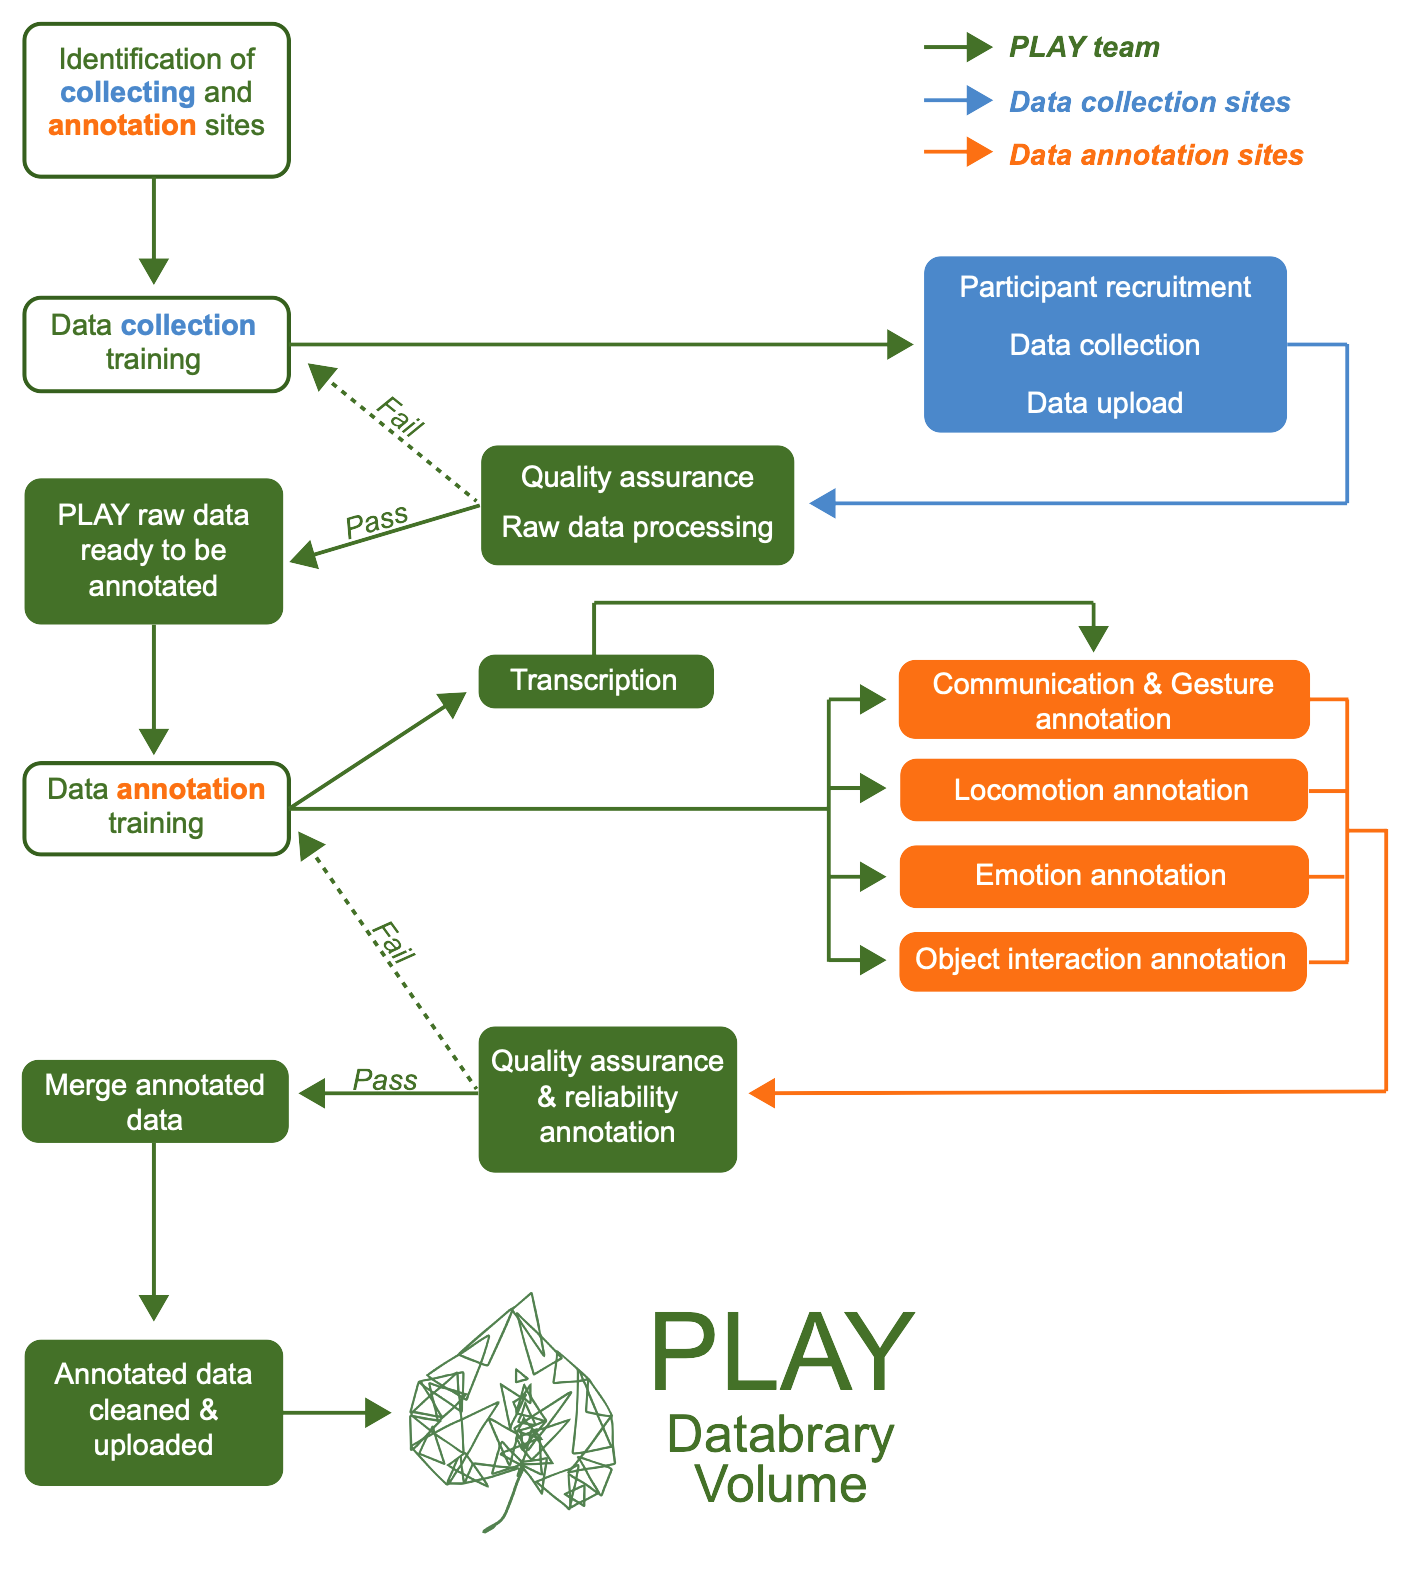 Identification of
collecting and
annotation sites
PLAY team
Data collection sites
Data annotation sites
Data collection
training
Participant recruitment
Data collection
Data upload
Fail
Quality assurance
Raw data processing
Pass
PLAY raw data
ready to be
annotated
Transcription
Communication & Gesture
annotation
Locomotion annotation
Emotion annotation
Object interaction annotation
Data annotation
training
Fail
Quality assurance
& reliability
annotation
Pass
Merge annotated
data
Annotated data
cleaned &
uploaded
PLAY
Databrary
Volume